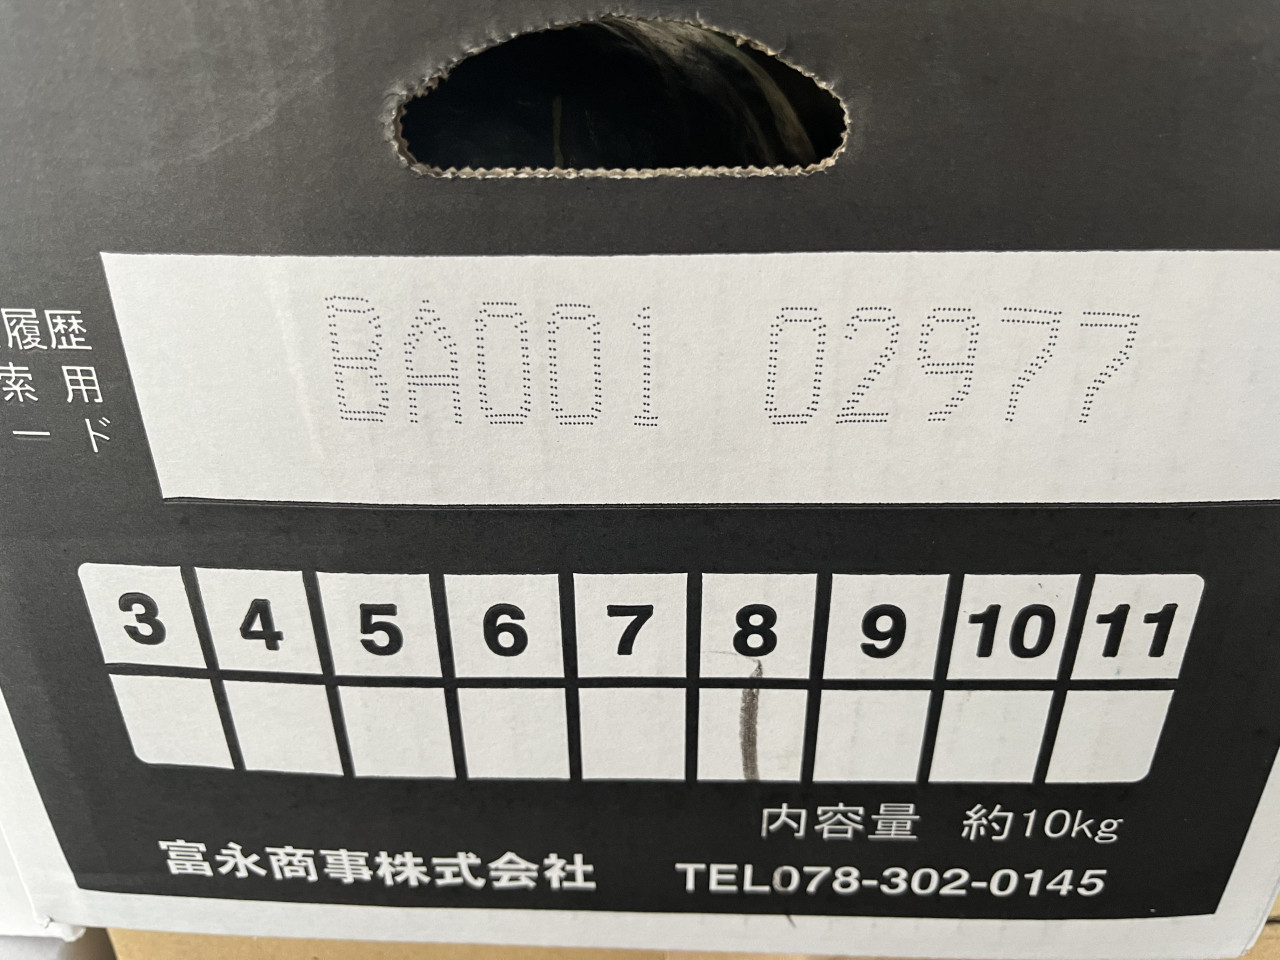 履歴
索用
ード
BA001 02977
3 4 5 6 7 8 9 10 11
内容量 約10kg
富永商事株式会社 TEL078-302-0145